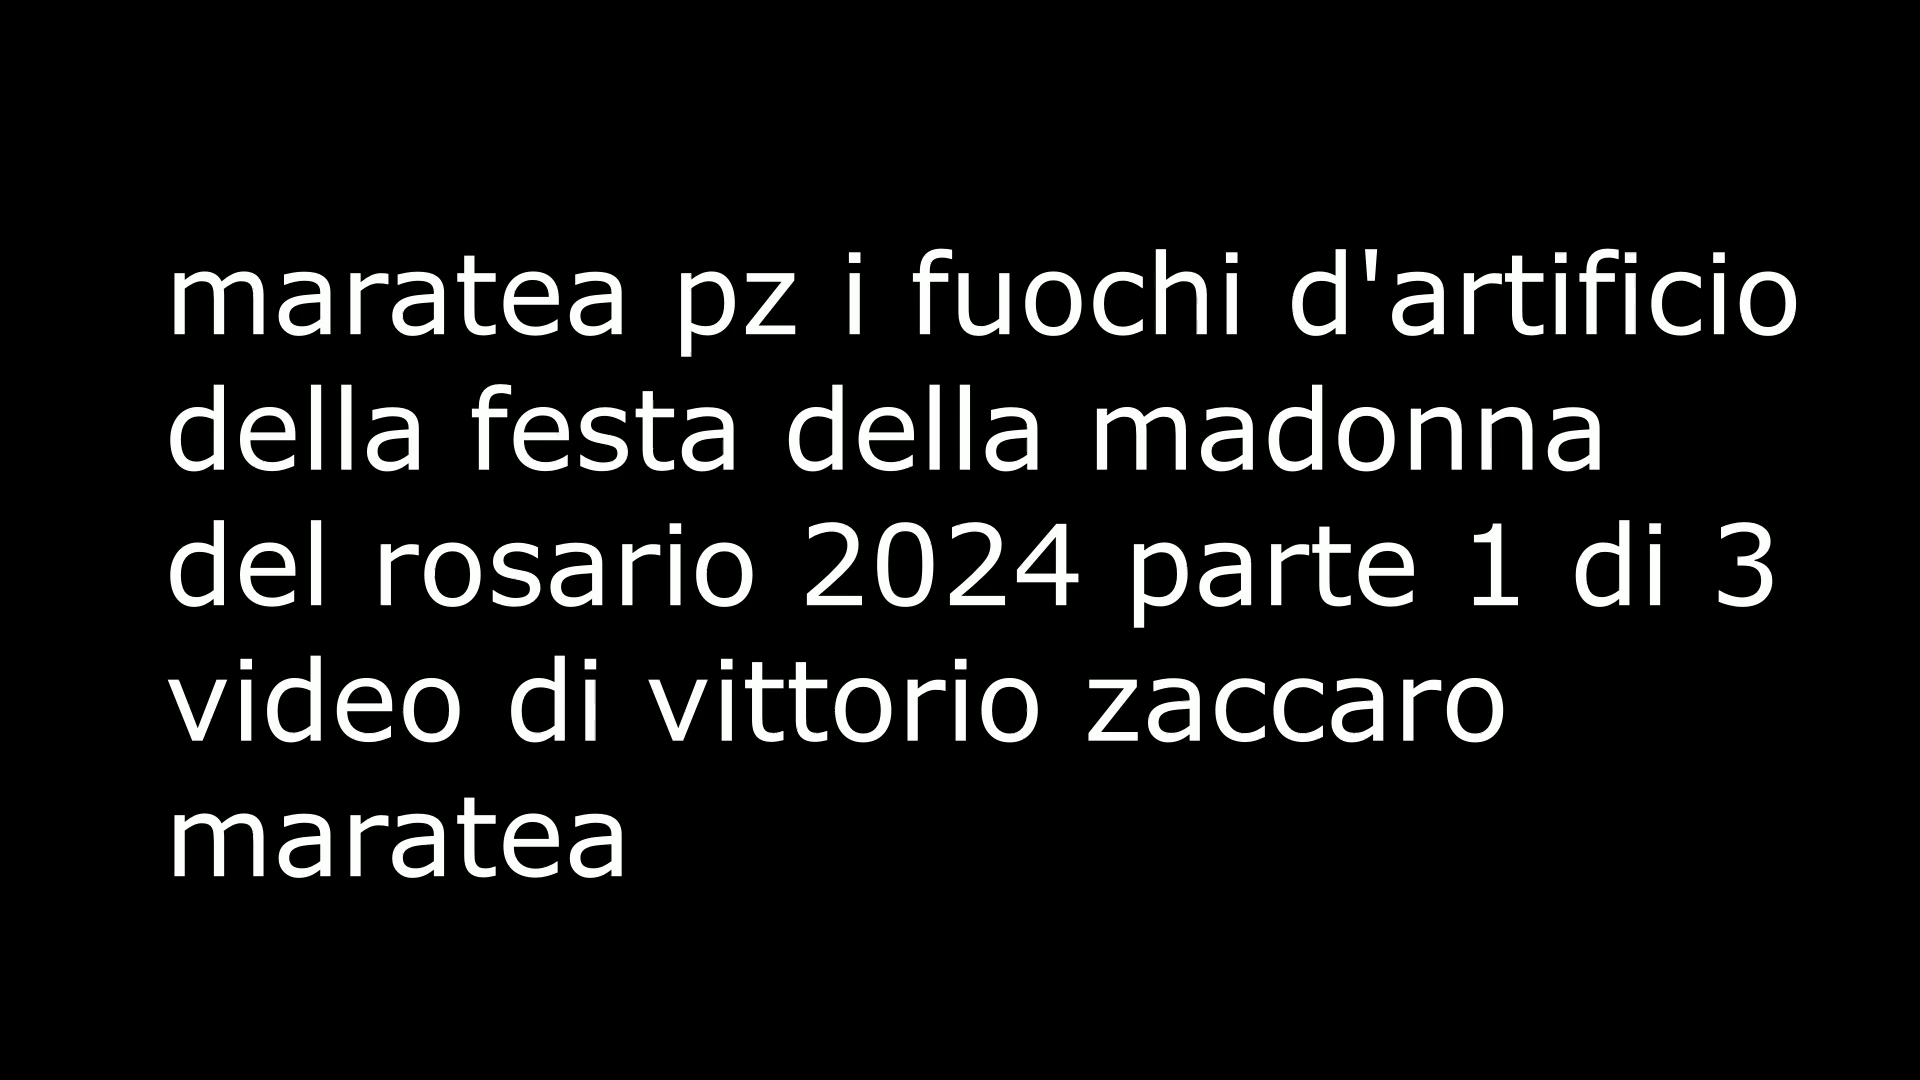 maratea pz i fuochi d'artificio
della festa della madonna
del rosario 2024 parte 1 di 3
video di vittorio zaccaro
maratea